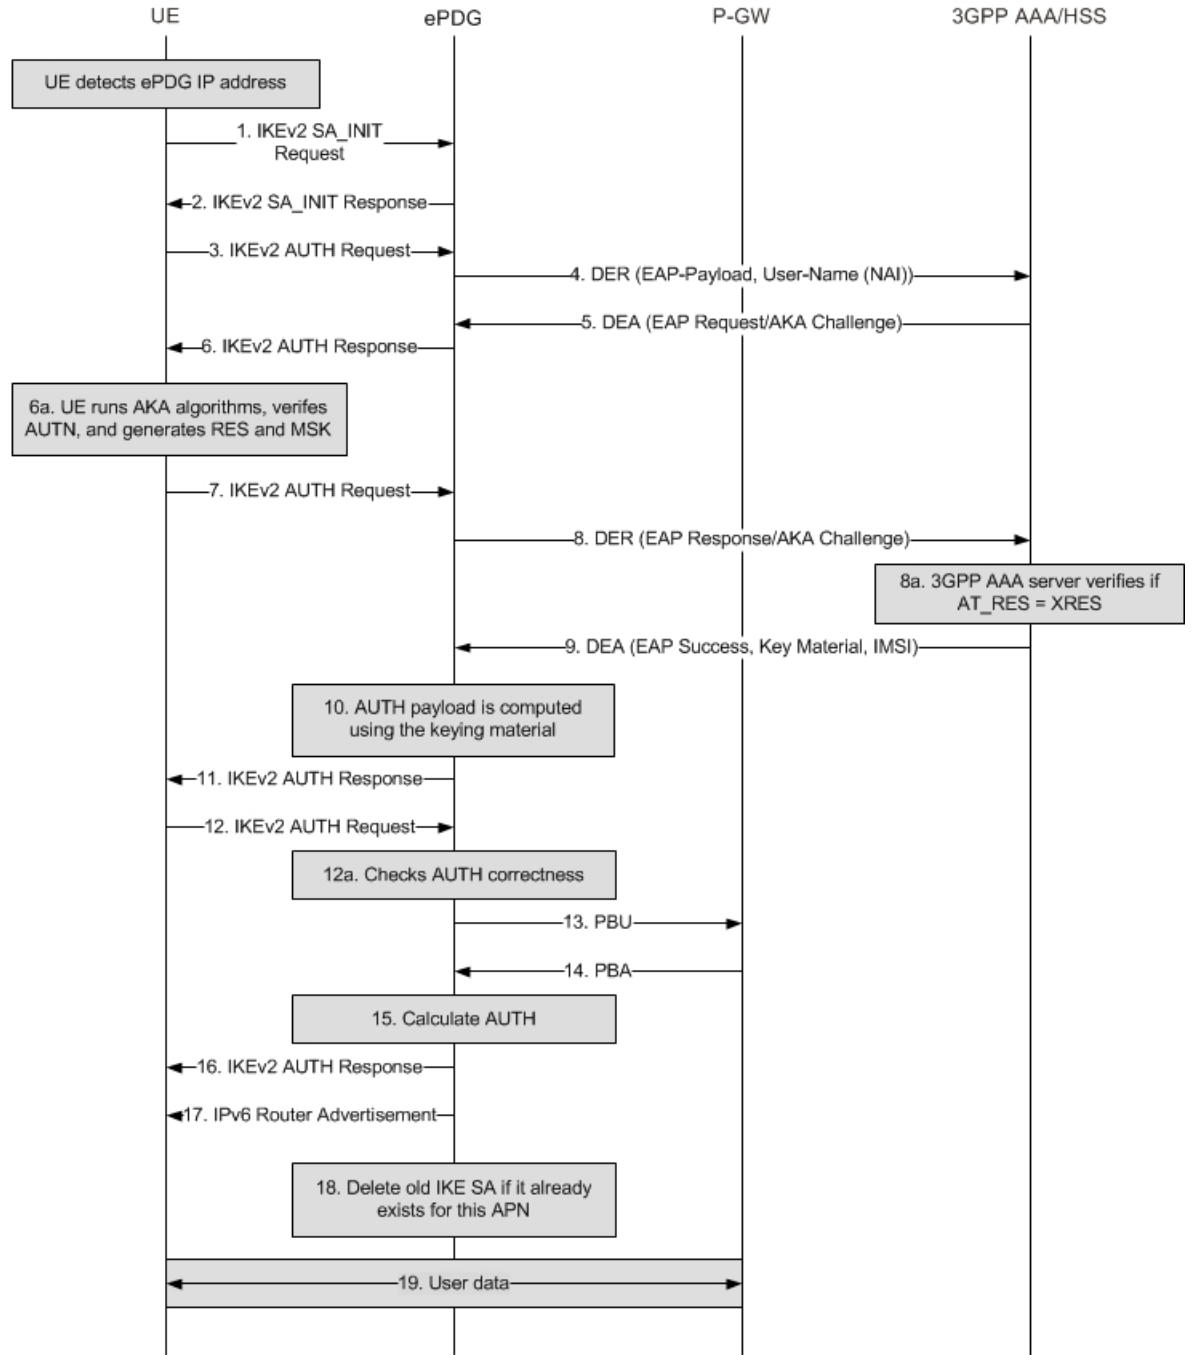 UE
ePDG
P-GW
3GPP AAA/HSS
UE detects ePDG IP address
1. IKEv2 SA_INIT
Request
2. IKEv2 SA_INIT Response
3. IKEv2 AUTH Request
4. DER (EAP-Payload, User-Name (NAI))
5. DEA (EAP Request/AKA Challenge)
6. IKEv2 AUTH Response
6a. UE runs AKA algorithms, verifes
AUTN, and generates RES and MSK
7. IKEv2 AUTH Request
8. DER (EAP Response/AKA Challenge)
8a. 3GPP AAA server verifies if
AT_RES = XRES
9. DEA (EAP Success, Key Material, IMSI)
10. AUTH payload is computed
using the keying material
11. IKEv2 AUTH Response
12. IKEv2 AUTH Request
12a. Checks AUTH correctness
13. PBU
14. PBA
15. Calculate AUTH
16. IKEv2 AUTH Response
17. IPv6 Router Advertisement
18. Delete old IKE SA if it already
exists for this APN
19. User data